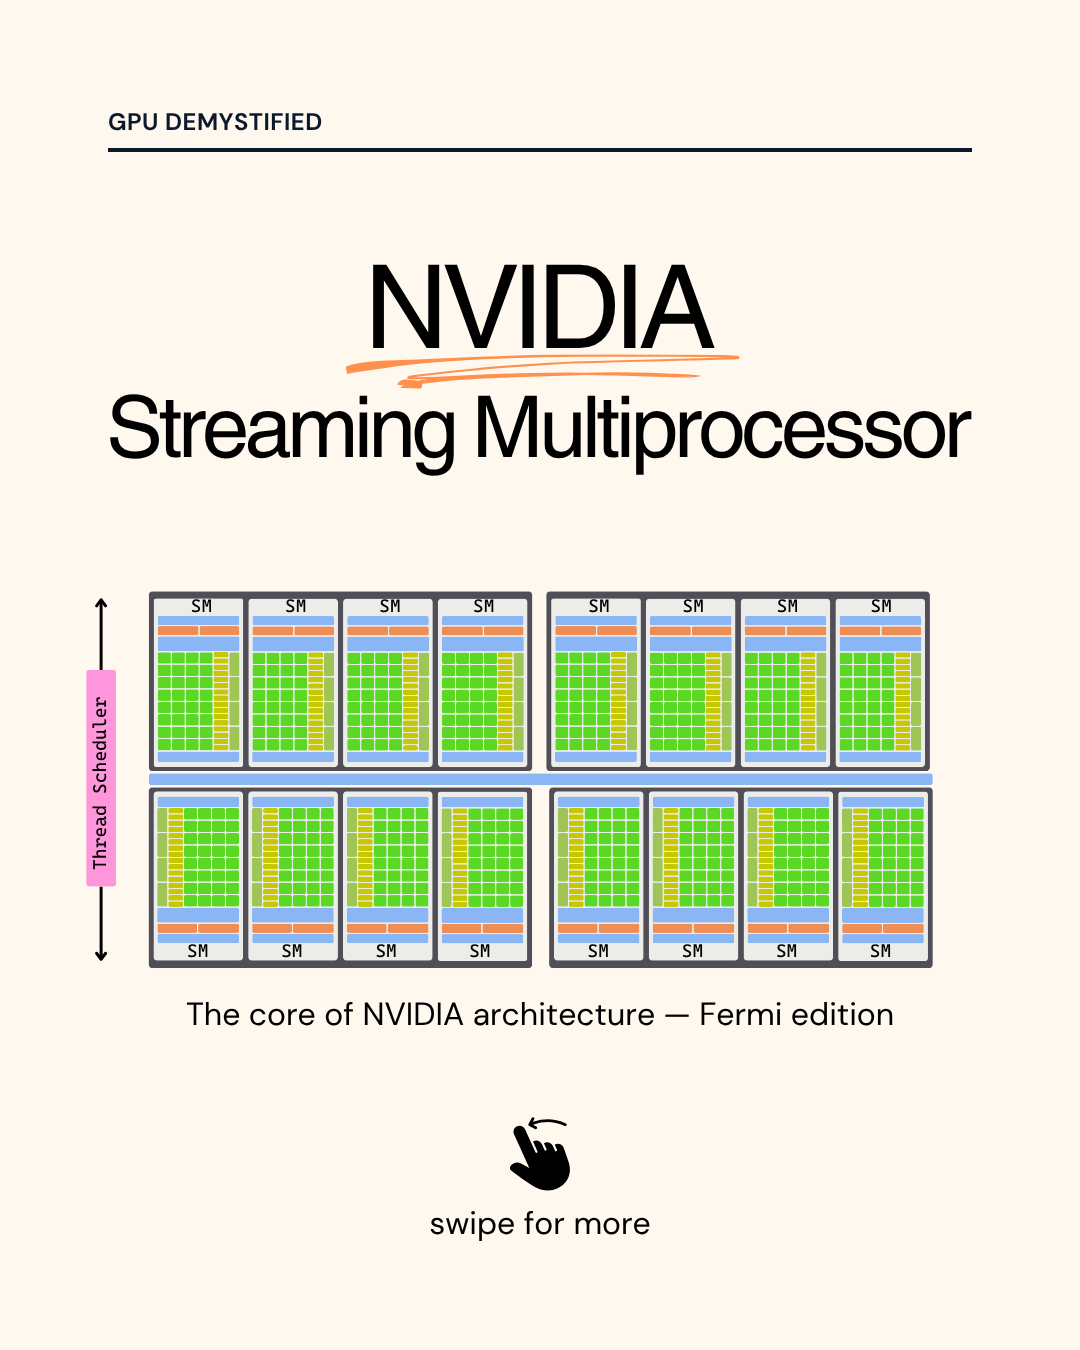 GPU DEMYSTIFIED
NVIDIA
Streaming Multiprocessor
SM SM SM SM SM SM SM SM
Thread Scheduler
SM SM SM SM SM SM SM SM
The core of NVIDIA architecture — Fermi edition
swipe for more